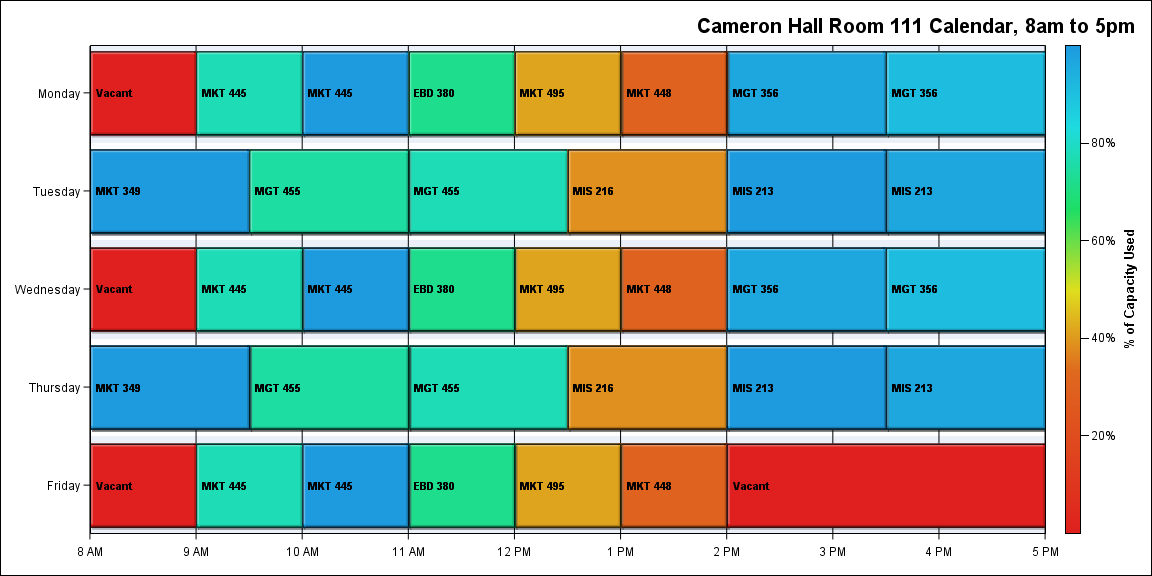 Cameron Hall Room 111 Calendar, 8am to 5pm
Monday
Vacant
MKT 445
MKT 445
EBD 380
MKT 495
MKT 448
MGT 356
MGT 356
Tuesday
MKT 349
MGT 455
MGT 455
MIS 216
MIS 213
MIS 213
Wednesday
Vacant
MKT 445
MKT 445
EBD 380
MKT 495
MKT 448
MGT 356
MGT 356
Thursday
MKT 349
MGT 455
MGT 455
MIS 216
MIS 213
MIS 213
Friday
Vacant
MKT 445
MKT 445
EBD 380
MKT 495
MKT 448
Vacant
8 AM
9 AM
10 AM
11 AM
12 PM
1 PM
2 PM
3 PM
4 PM
5 PM
80%
60%
40%
20%
% of Capacity Used